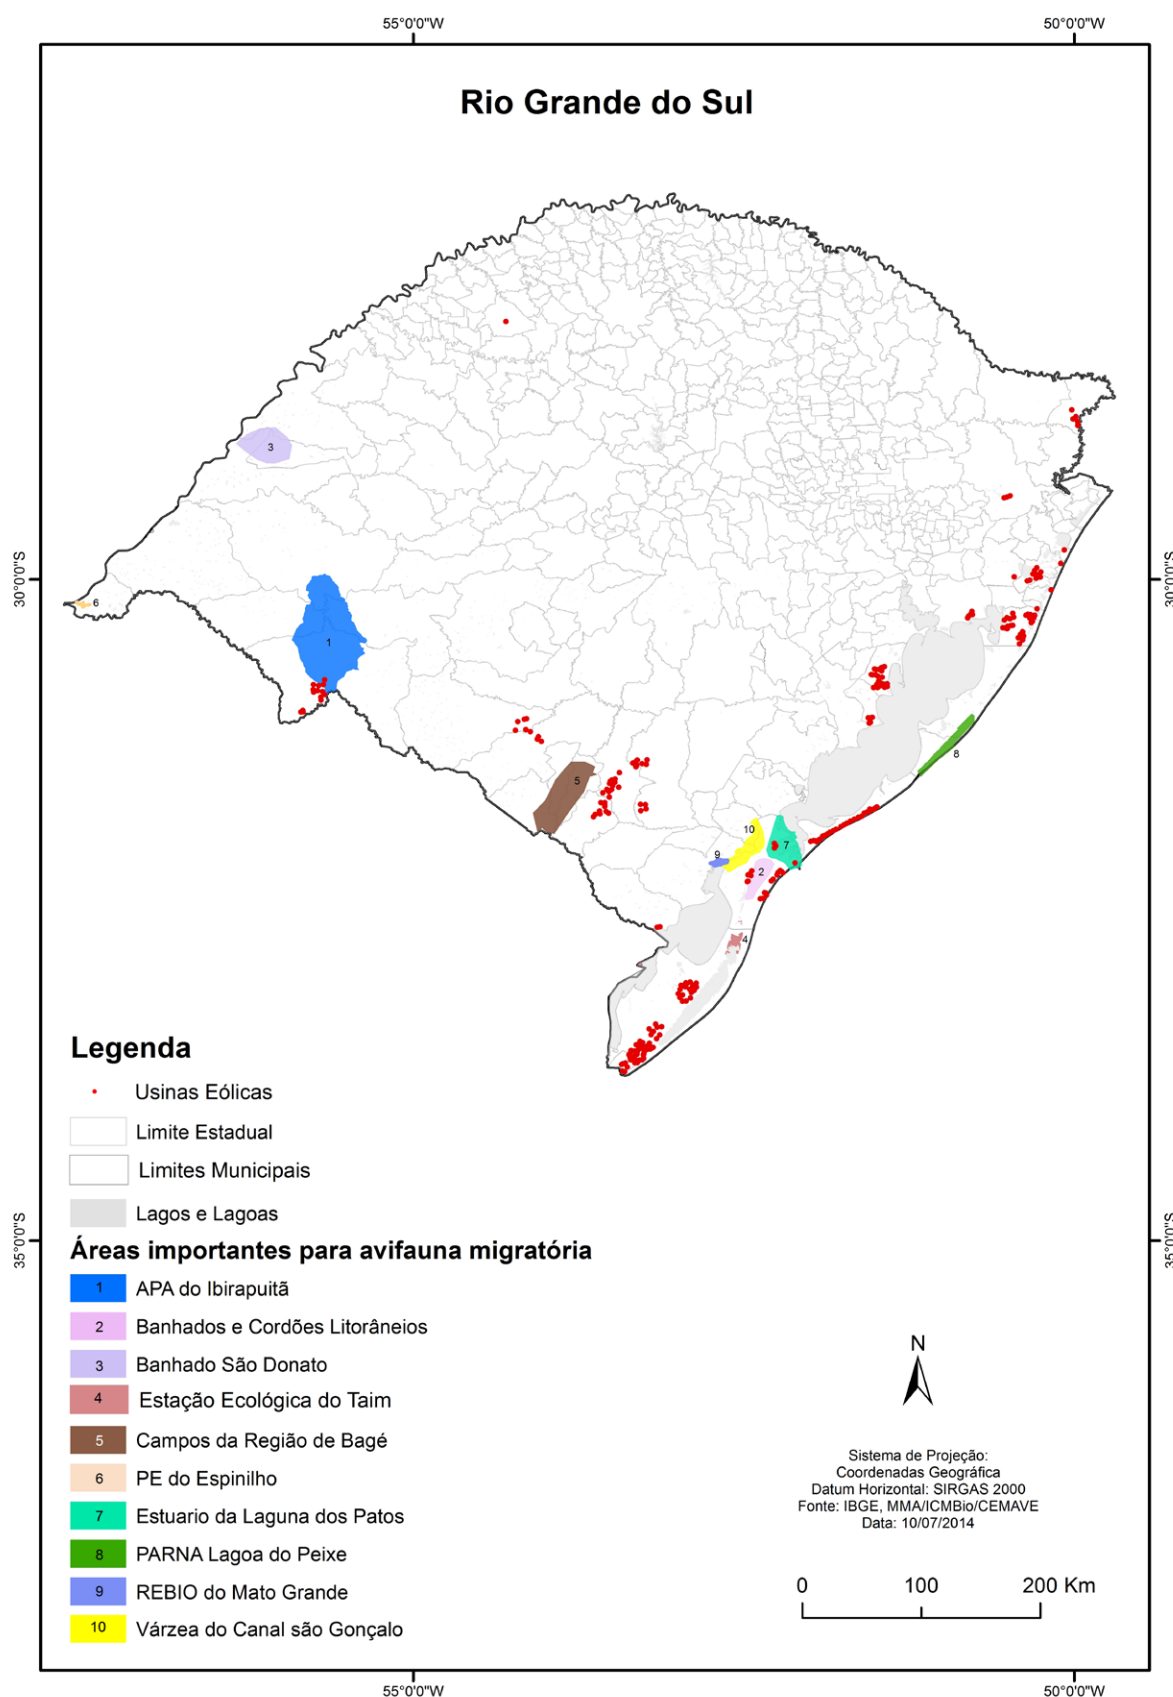 55°0'0"W
50°0'0"W
Rio Grande do Sul
30°0'0"S
30°0'0"S
3
6
1
5
8
10
7
9
2
4
Legenda
Usinas Eólicas
Limite Estadual
Limites Municipais
Lagos e Lagoas
35°0'0"S
35°0'0"S
Áreas importantes para avifauna migratória
1 APA do Ibirapuitã
2 Banhados e Cordões Litorâneios
3 Banhado São Donato
4 Estação Ecológica do Taim
5 Campos da Região de Bagé
6 PE do Espinilho
7 Estuario da Laguna dos Patos
8 PARNA Lagoa do Peixe
9 REBIO do Mato Grande
10 Várzea do Canal são Gonçalo
N
Sistema de Projeção:
Coordenadas Geográfica
Datum Horizontal: SIRGAS 2000
Fonte: IBGE, MMA/ICMBio/CEMAVE
Data: 10/07/2014
0 100 200 Km
55°0'0"W
50°0'0"W